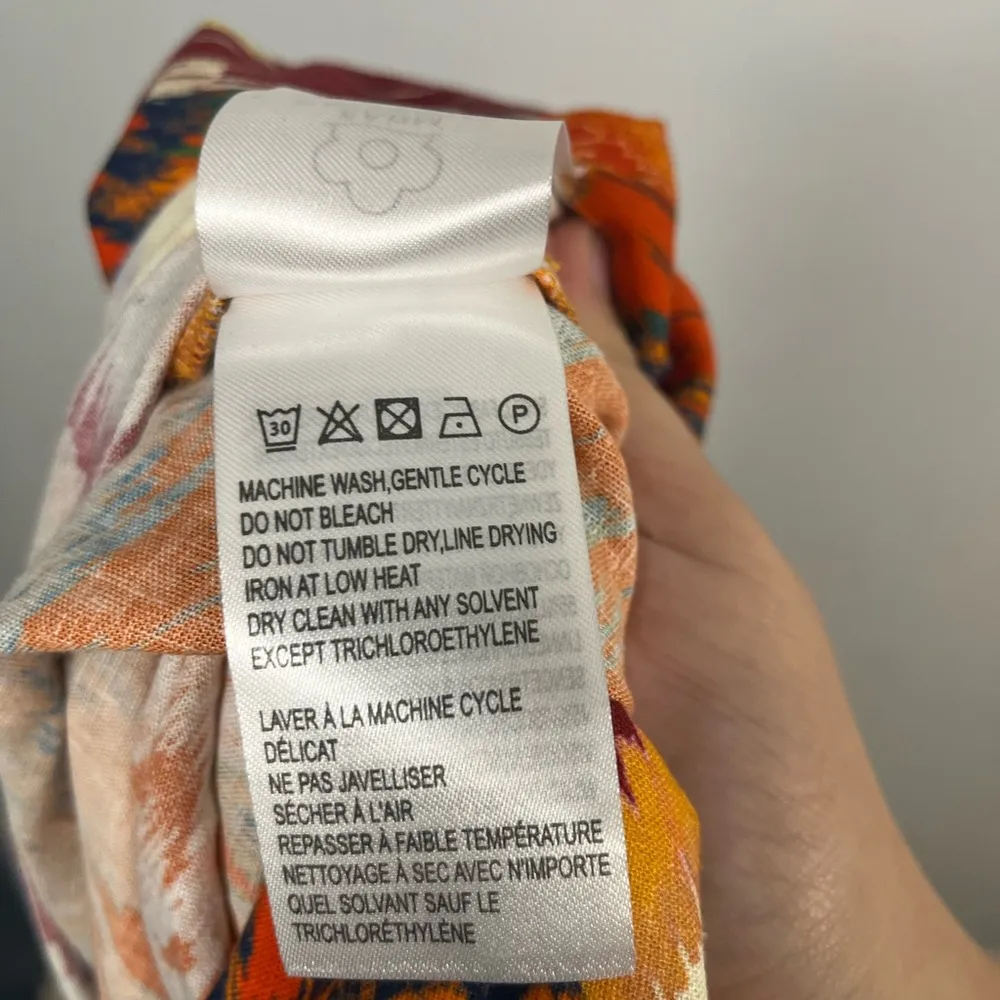 30
P
MACHINE WASH,GENTLE CYCLE
DO NOT BLEACH
DO NOT TUMBLE DRY,LINE DRYING
IRON AT LOW HEAT
DRY CLEAN WITH ANY SOLVENT
EXCEPT TRICHLOROETHYLENE
LAVER À LA MACHINE CYCLE
DÉLICAT
NE PAS JAVELLISER
SÉCHER À L'AIR
REPASSER À FAIBLE TEMPÉRATURE
NETTOYAGE À SEC AVEC N'IMPORTE
QUEL SOLVANT SAUF LE
TRICHLORÉTHYLÈNE